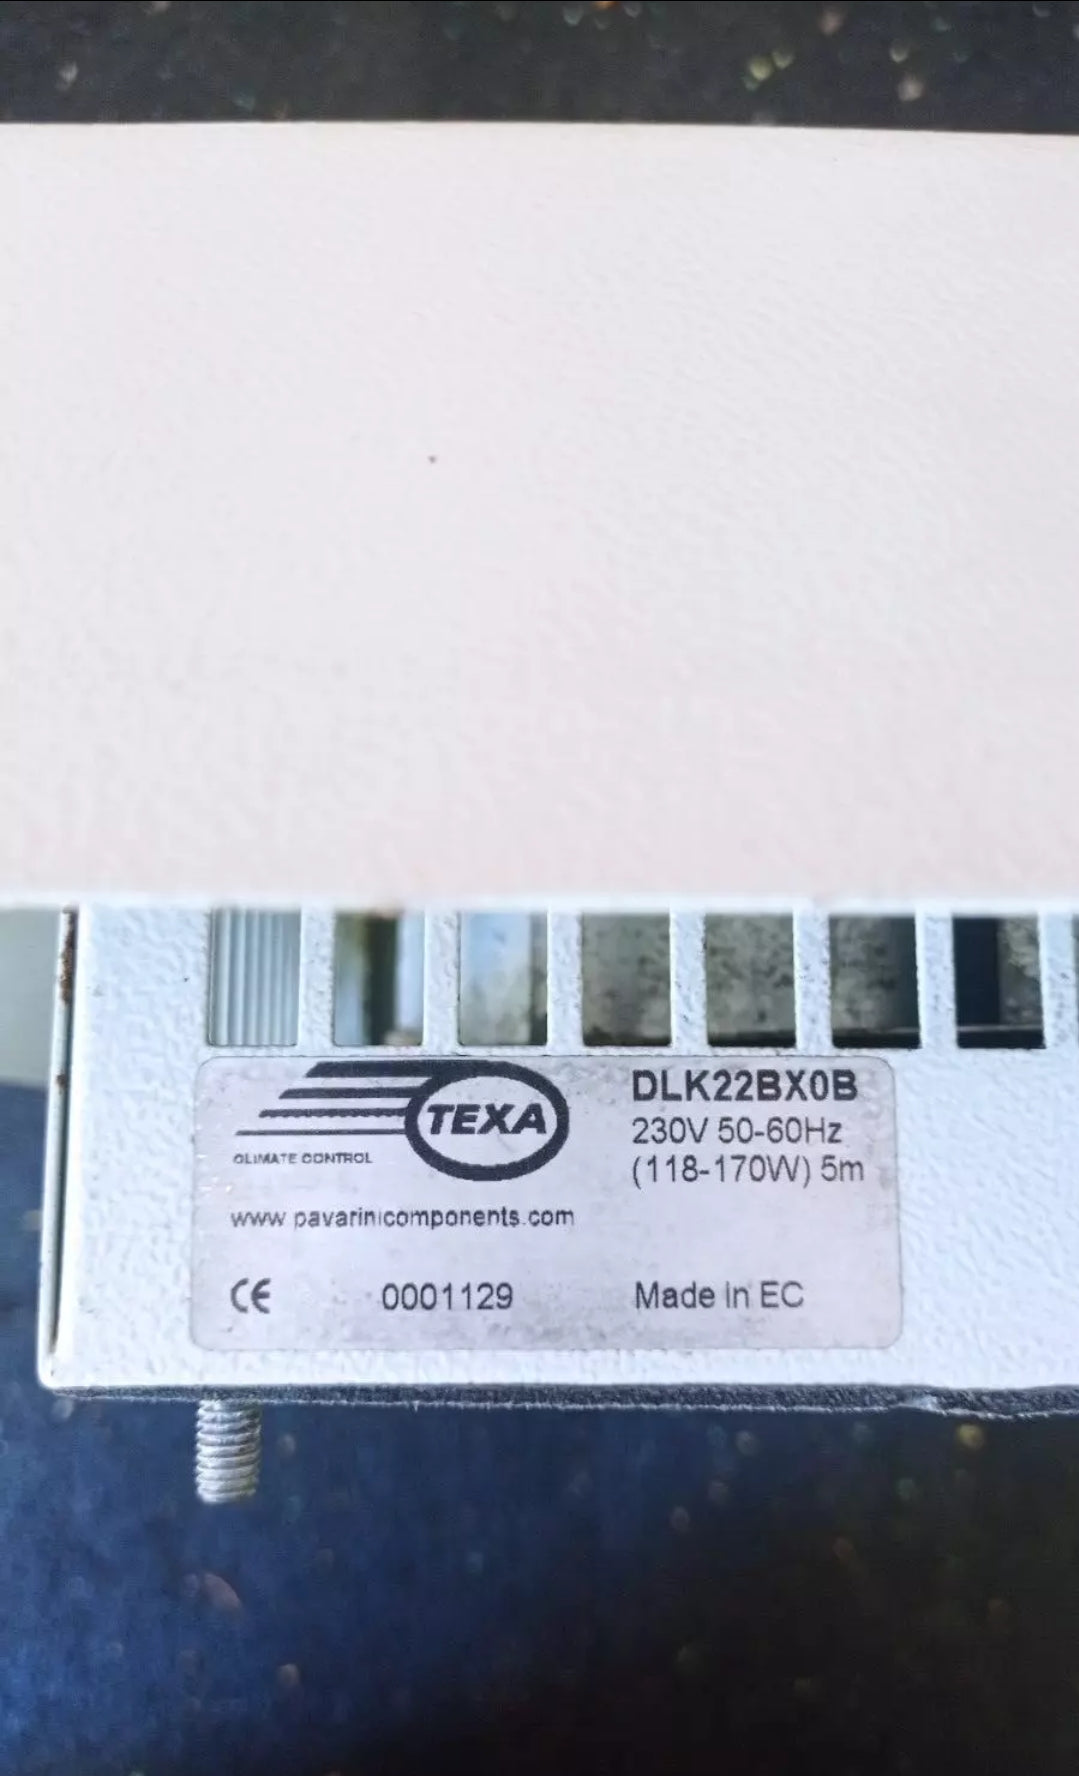 TEXA
CLIMATE CONTROL
www.pavarinicomponents.com
DLK22BX0B
230V 50-60Hz
(118-170W) 5m
CE
0001129
Made in EC